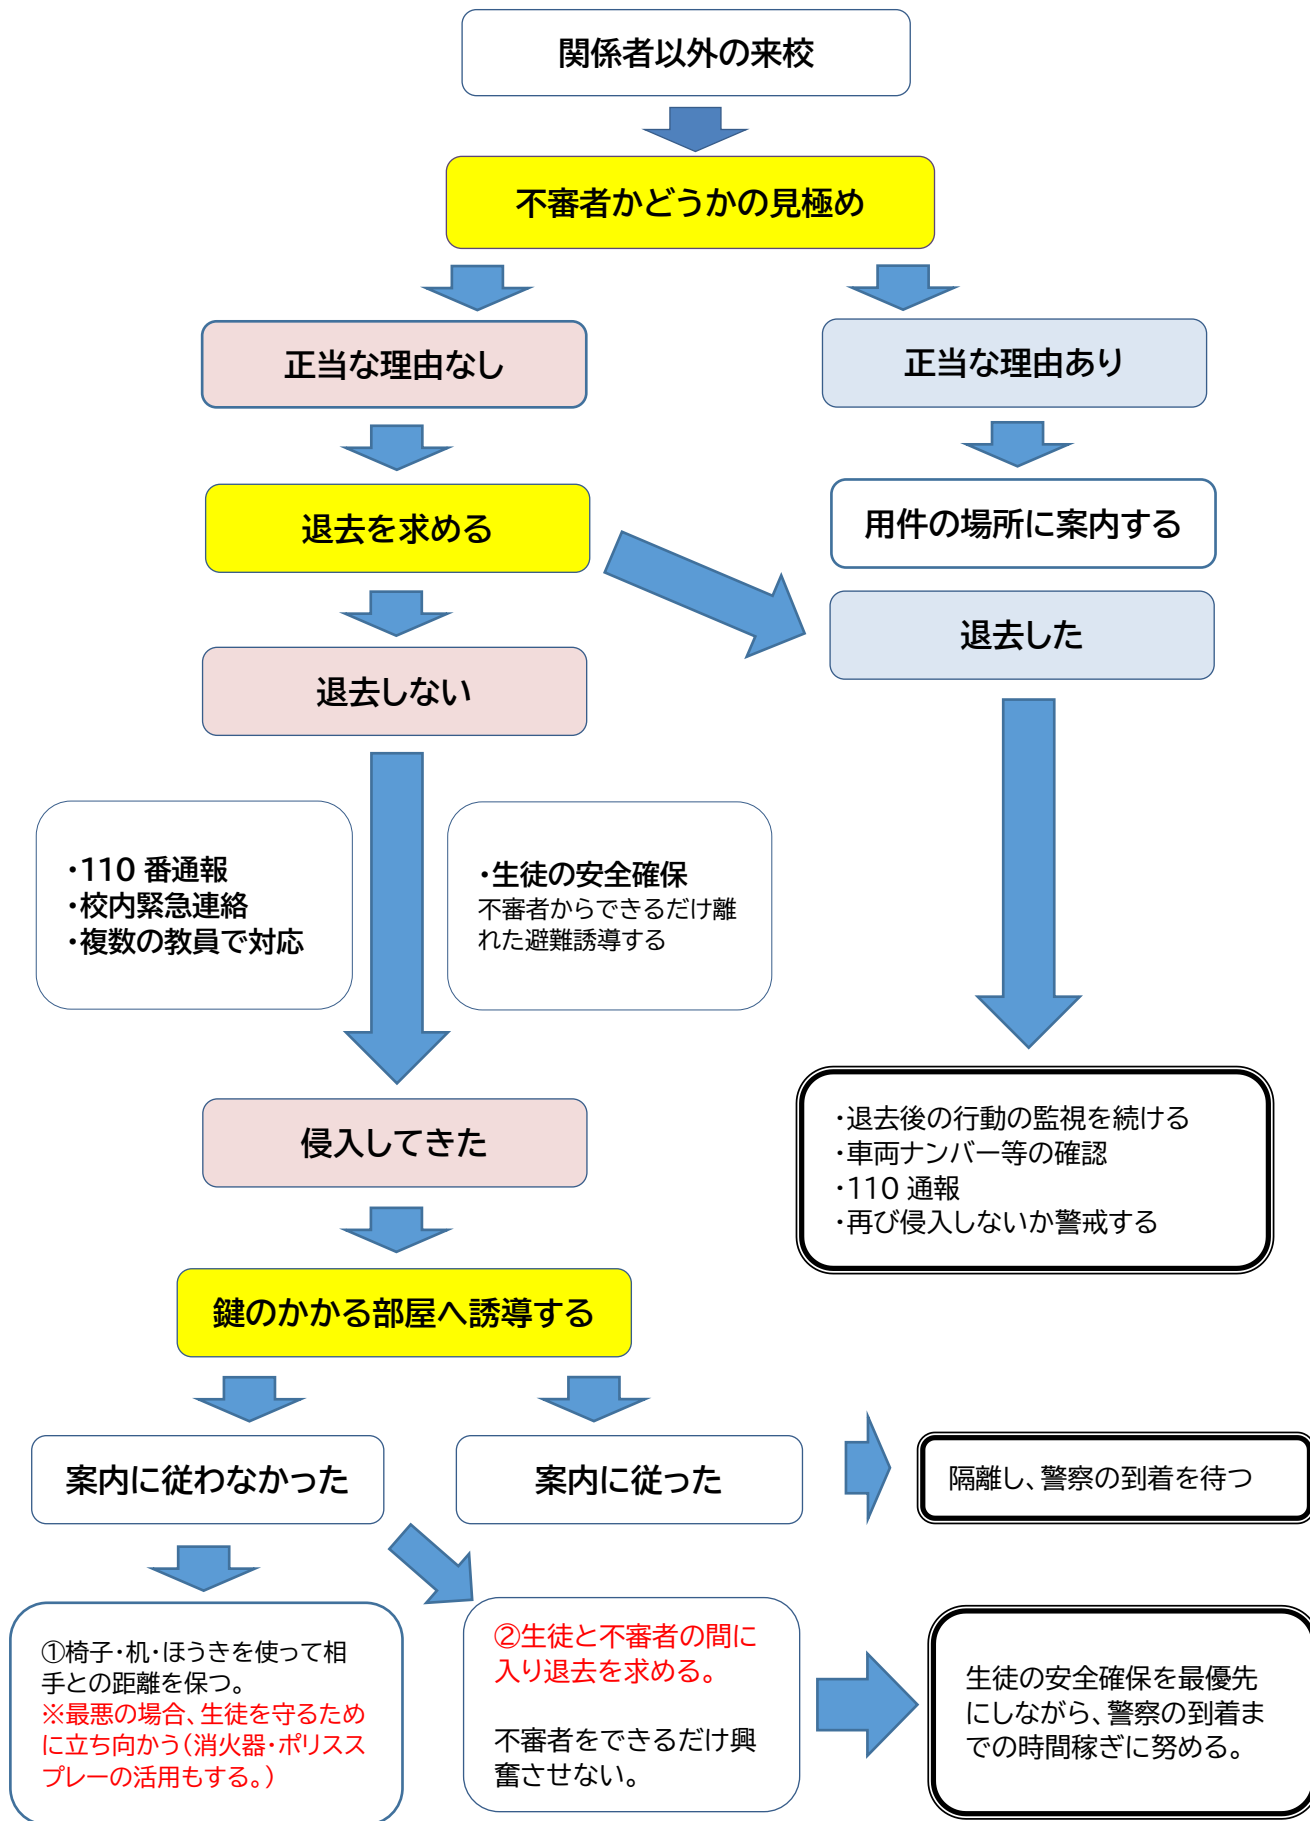 関係者以外の来校
不審者かどうかの見極め
正当な理由なし
正当な理由あり
退去を求める
用件の場所に案内する
退去した
退去しない
・110 番通報
・校内緊急連絡
・複数の教員で対応
・生徒の安全確保
不審者からできるだけ離
れた避難誘導する
・退去後の行動の監視を続ける
・車両ナンバー等の確認
・110 通報
・再び侵入しないか警戒する
侵入してきた
鍵のかかる部屋へ誘導する
案内に従わなかった
案内に従った
隔離し、警察の到着を待つ
①椅子・机・ほうきを使って相
手との距離を保つ。
※最悪の場合、生徒を守るため
に立ち向かう（消火器・ポリスス
プレーの活用もする。）
②生徒と不審者の間に
入り退去を求める。
不審者をできるだけ興
奮させない。
生徒の安全確保を最優先
にしながら、警察の到着ま
での時間稼ぎに努める。